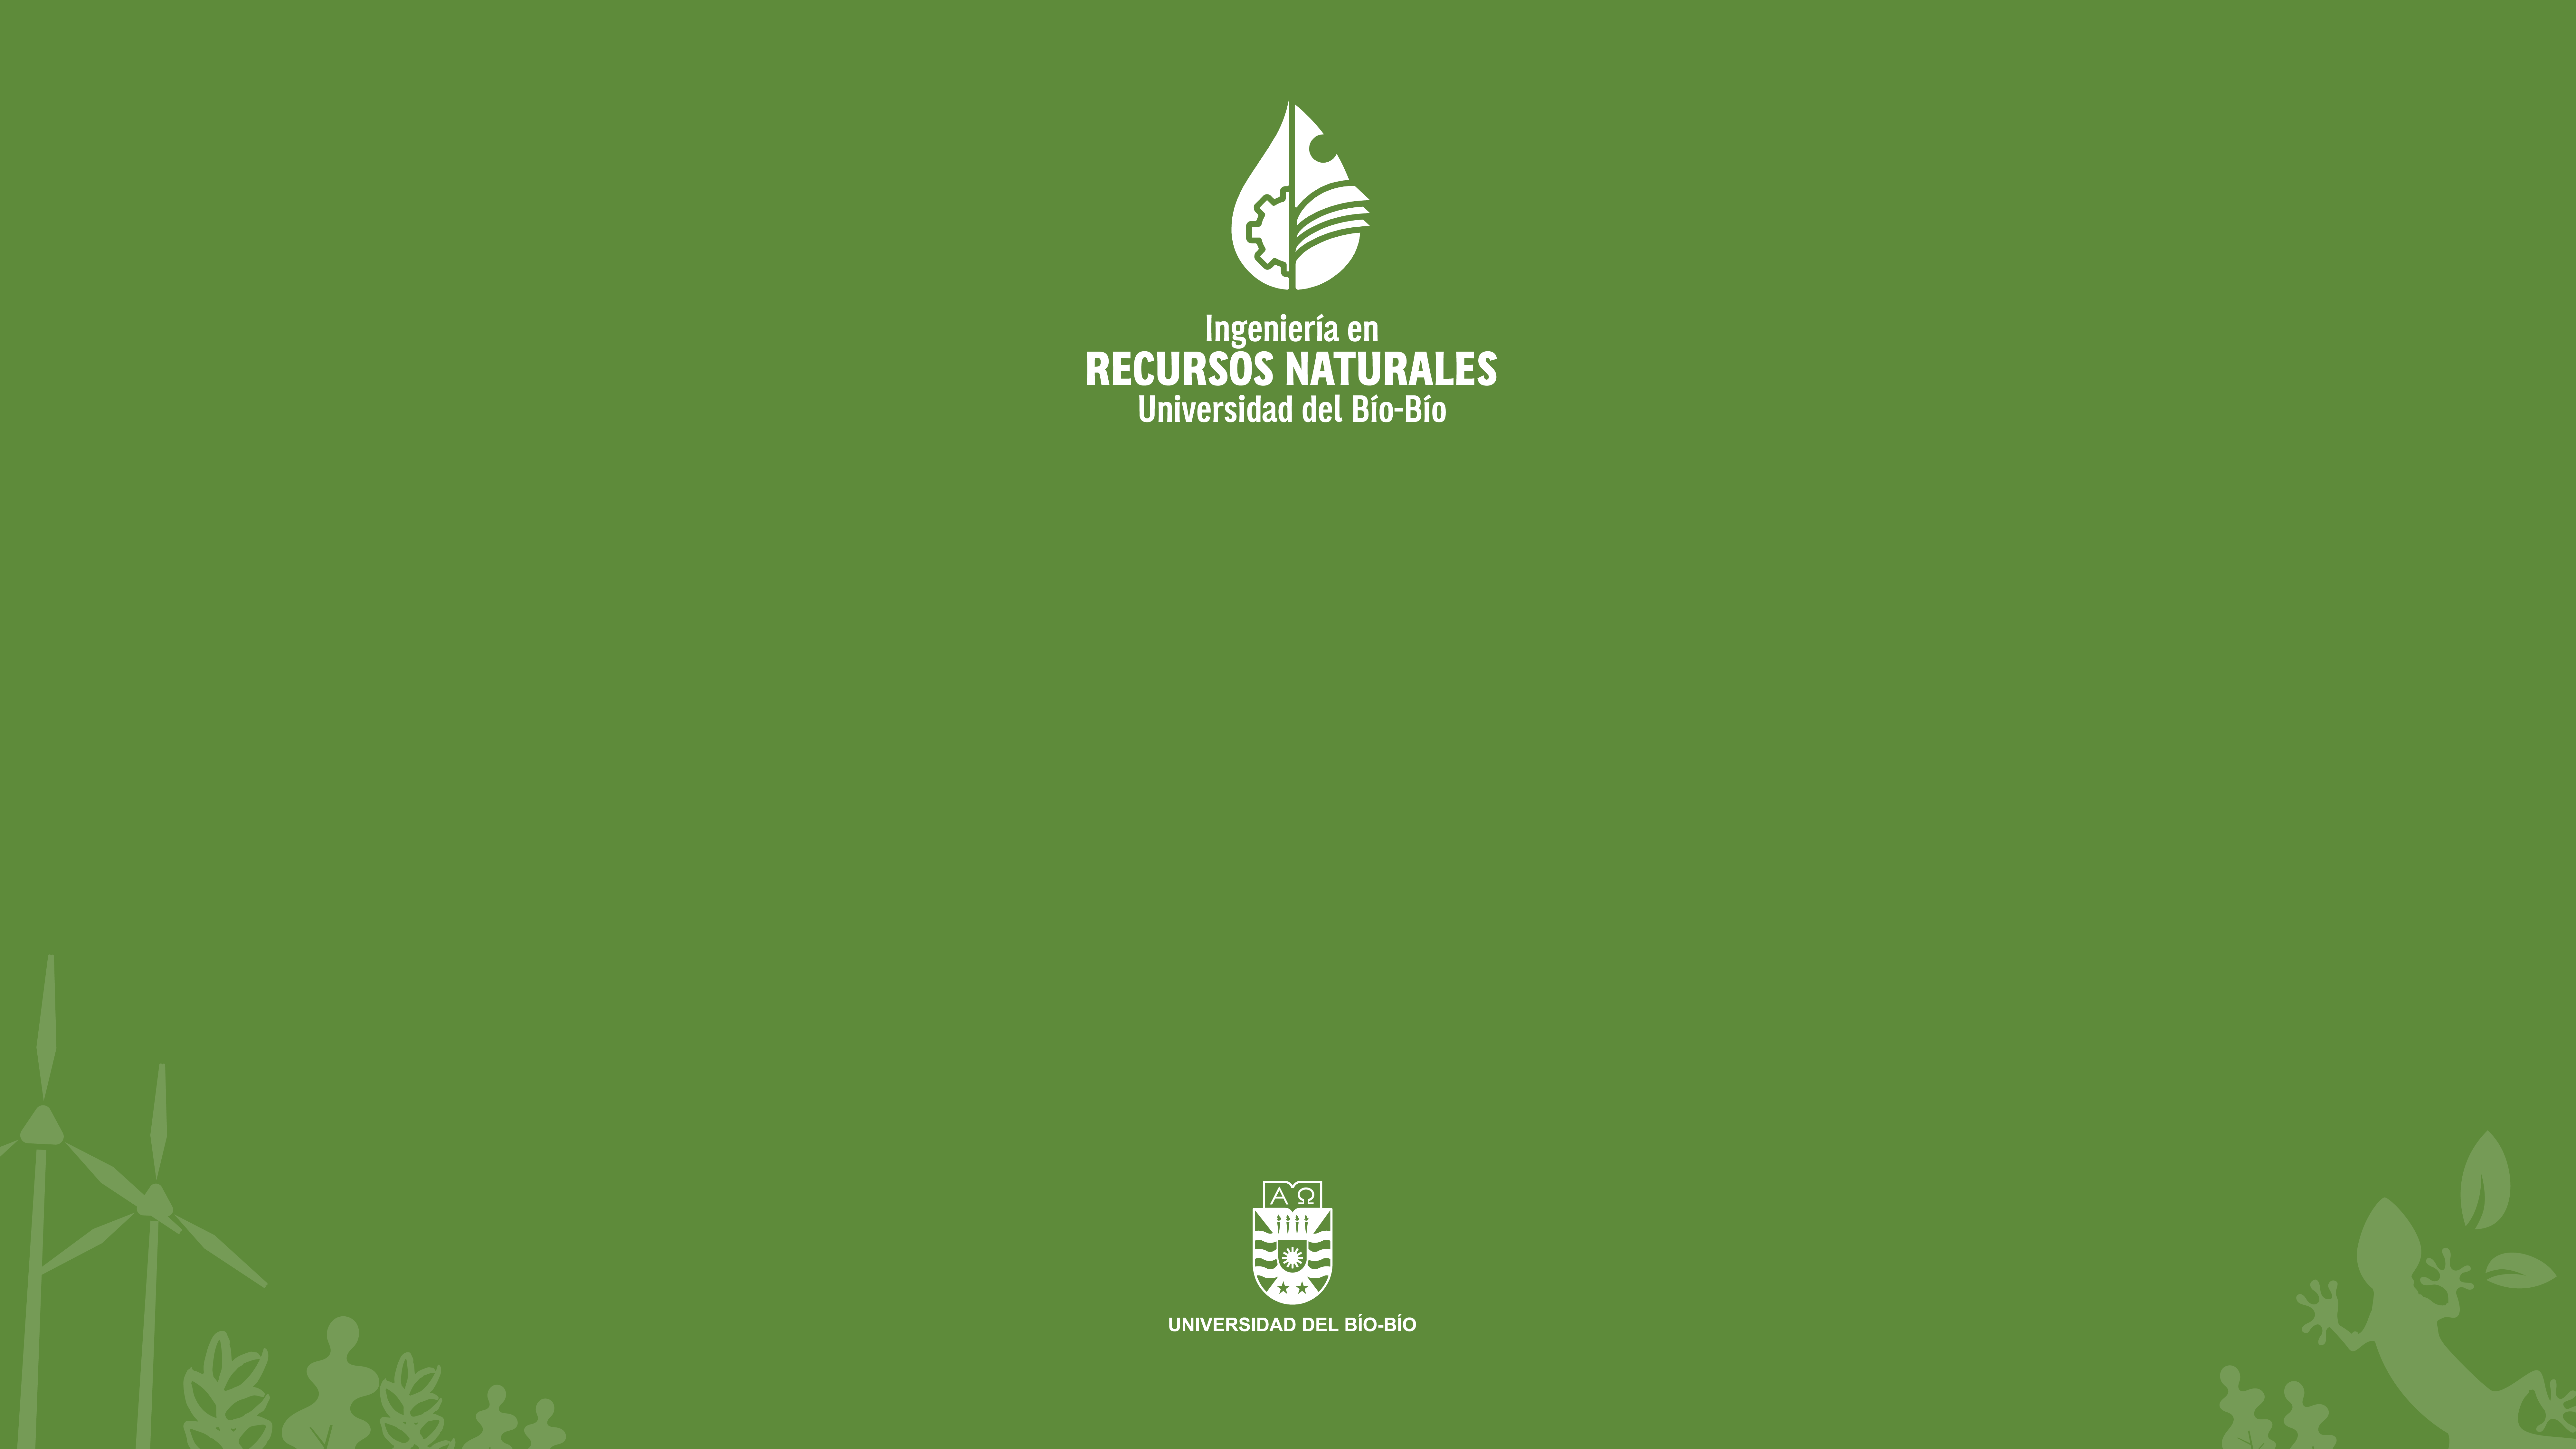 Ingeniería en
RECURSOS NATURALES
Universidad del Bío-Bío
Α Ω
UNIVERSIDAD DEL BÍO-BÍO